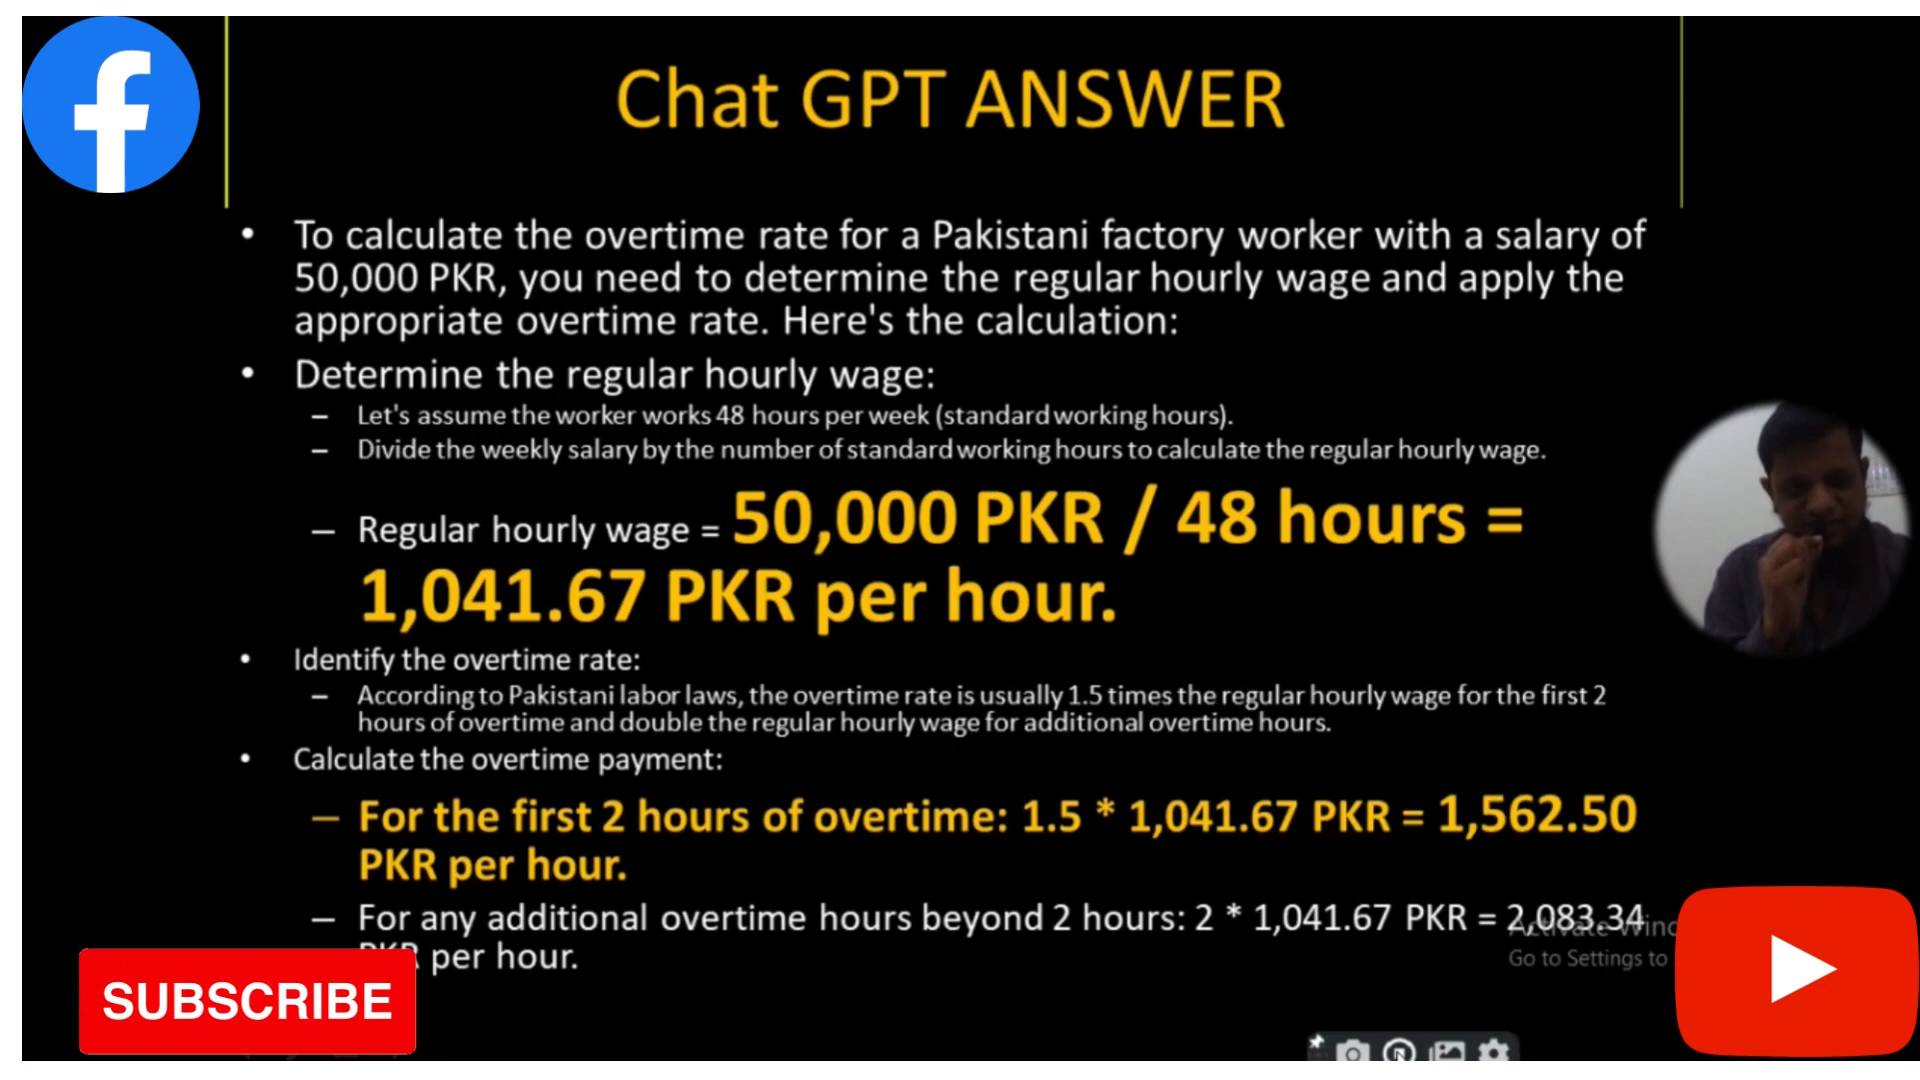 Chat GPT ANSWER
• To calculate the overtime rate for a Pakistani factory worker with a salary of
50,000 PKR, you need to determine the regular hourly wage and apply the
appropriate overtime rate. Here's the calculation:
• Determine the regular hourly wage:
– Let's assume the worker works 48 hours per week (standard working hours).
– Divide the weekly salary by the number of standard working hours to calculate the regular hourly wage.
– Regular hourly wage = 50,000 PKR / 48 hours =
1,041.67 PKR per hour.
• Identify the overtime rate:
– According to Pakistani labor laws, the overtime rate is usually 1.5 times the regular hourly wage for the first 2
hours of overtime and double the regular hourly wage for additional overtime hours.
• Calculate the overtime payment:
– For the first 2 hours of overtime: 1.5 * 1,041.67 PKR = 1,562.50
PKR per hour.
– For any additional overtime hours beyond 2 hours: 2 * 1,041.67 PKR = 2,083.34
PKR per hour.
Activate Winc
Go to Settings to
SUBSCRIBE